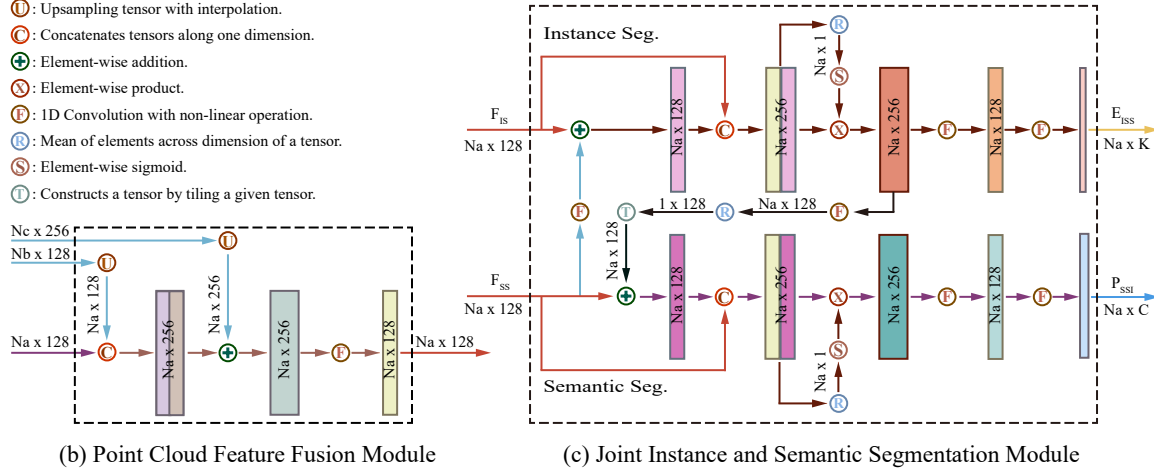 U : Upsampling tensor with interpolation.
C : Concatenates tensors along one dimension.
+ : Element-wise addition.
X : Element-wise product.
F : 1D Convolution with non-linear operation.
R : Mean of elements across dimension of a tensor.
S : Element-wise sigmoid.
T : Constructs a tensor by tiling a given tensor.
Nc x 256
U
Nb x 128
U
Na x 128
Na x 256
Na x 128
C
Na x 256
+
Na x 256
F
Na x 128
Na x 128
(b) Point Cloud Feature Fusion Module
Instance Seg.
R
Na x 1
S
F_IS
Na x 128
+
Na x 128
C
Na x 256
X
Na x 256
F
Na x 128
F
E_ISS
Na x K
F
T
1 x 128
R
Na x 128
F
Na x 128
F_SS
Na x 128
+
Na x 128
C
Na x 256
X
Na x 256
F
Na x 128
F
P_SSI
Na x C
S
Na x 1
R
Semantic Seg.
(c) Joint Instance and Semantic Segmentation Module